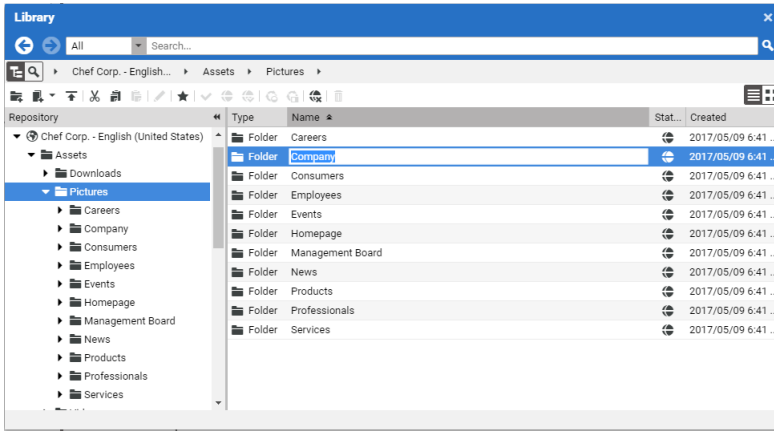 Library
All Search...
Chef Corp. - English... Assets Pictures
Repository Type Name Stat... Created
Chef Corp. - English (United States) Folder Careers 2017/05/09 6:41 ..
Assets Folder Company 2017/05/09 6:41 ..
Downloads Folder Consumers 2017/05/09 6:41 ..
Pictures Folder Employees 2017/05/09 6:41 ..
Careers Folder Events 2017/05/09 6:41 ..
Company Folder Homepage 2017/05/09 6:41 ..
Consumers Folder Management Board 2017/05/09 6:41 ..
Employees Folder News 2017/05/09 6:41 ..
Events Folder Products 2017/05/09 6:41 ..
Homepage Folder Professionals 2017/05/09 6:41 ..
Management Board Folder Services 2017/05/09 6:41 ..
News
Products
Professionals
Services